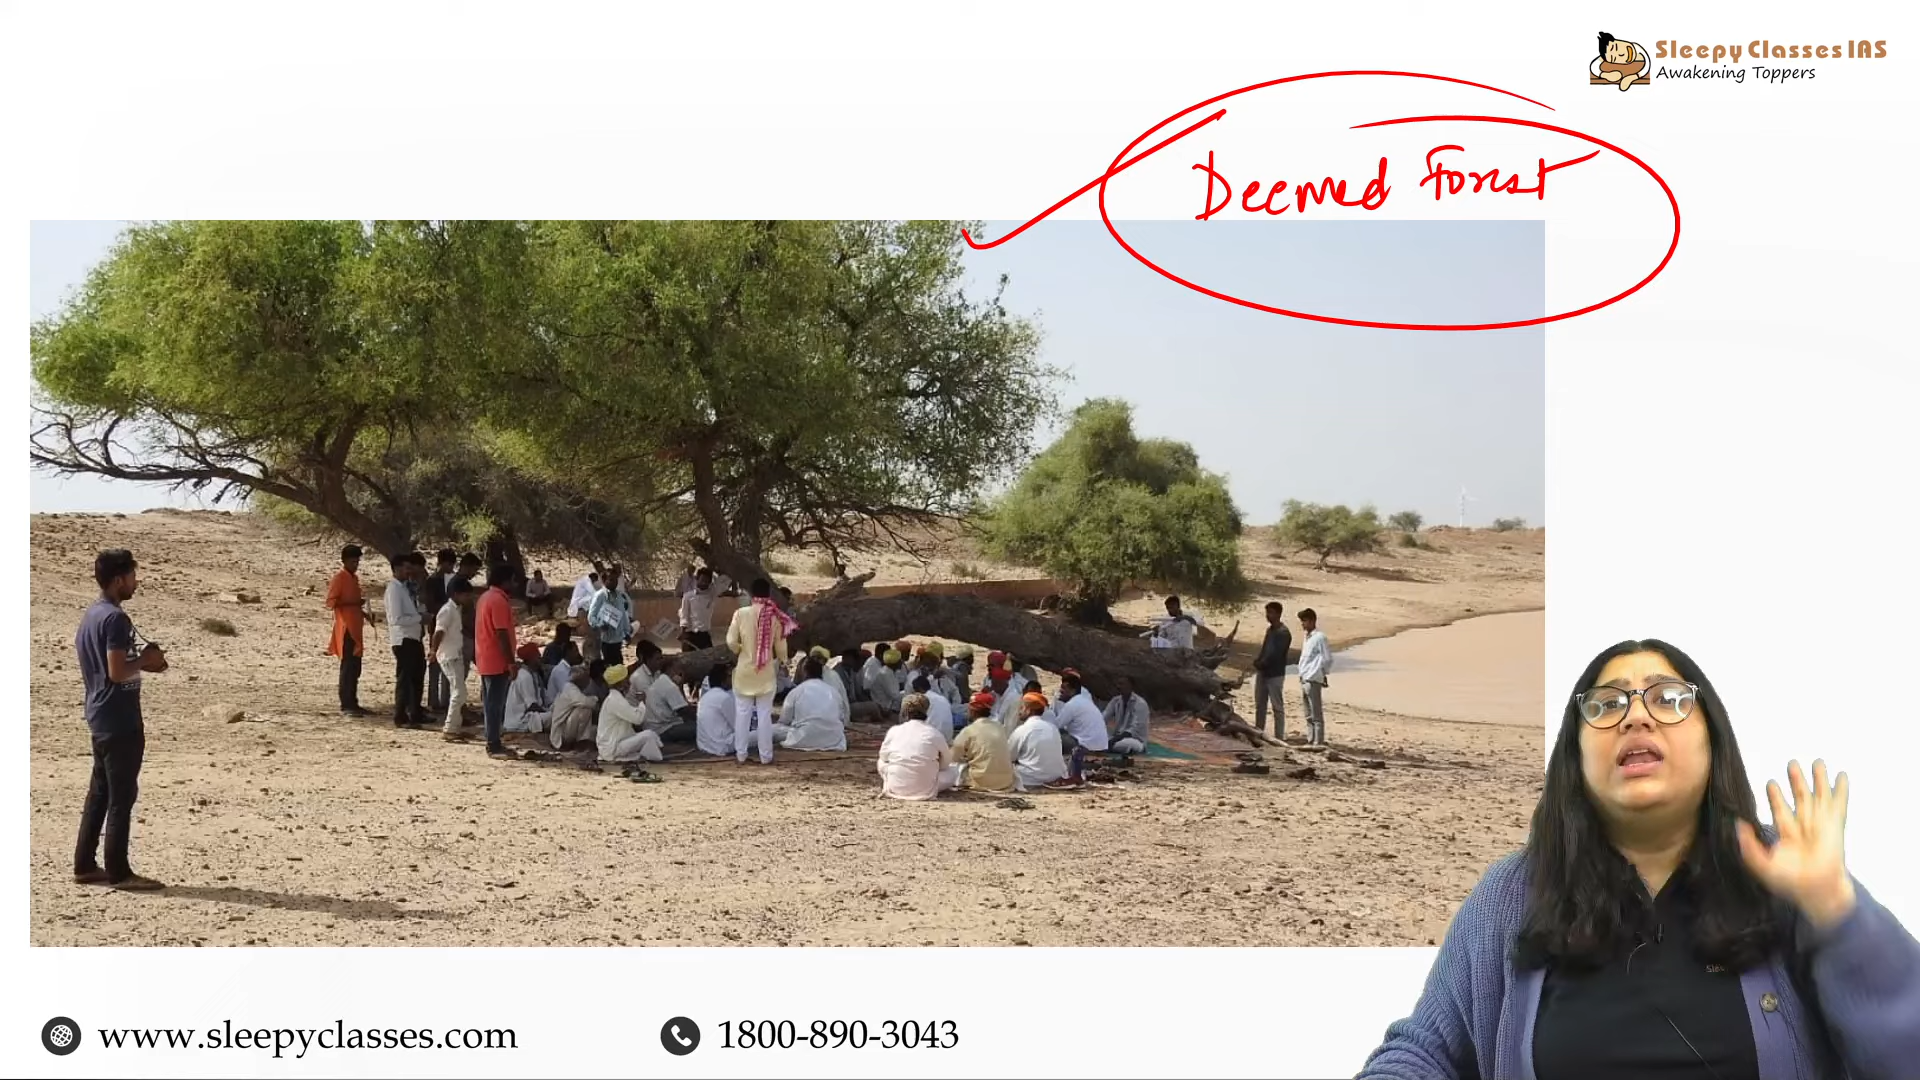 Sleepy Classes IAS
Awakening Toppers
Deemed Forest
www.sleepyclasses.com
1800-890-3043